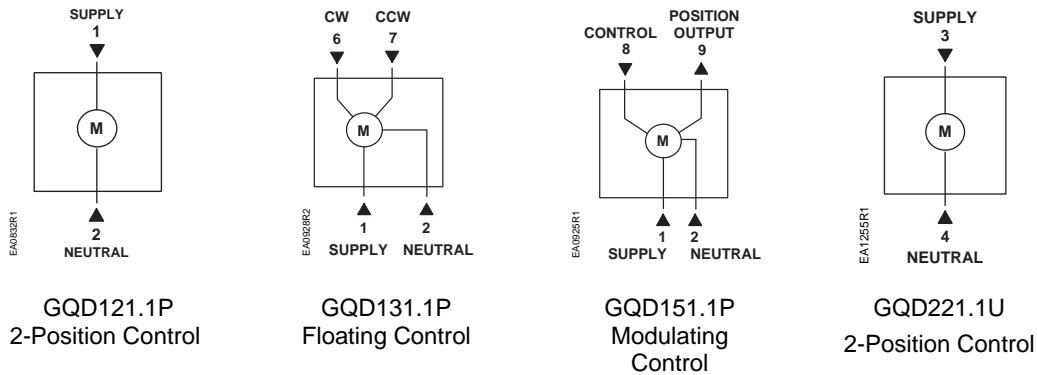 SUPPLY
1
M
2
NEUTRAL
EA0832R1
GQD121.1P
2-Position Control
CW CCW
6 7
M
1 2
SUPPLY NEUTRAL
EA0928R2
GQD131.1P
Floating Control
POSITION
CONTROL OUTPUT
8 9
M
1 2
SUPPLY NEUTRAL
EA0925R1
GQD151.1P
Modulating
Control
SUPPLY
3
M
4
NEUTRAL
EA1255R1
GQD221.1U
2-Position Control